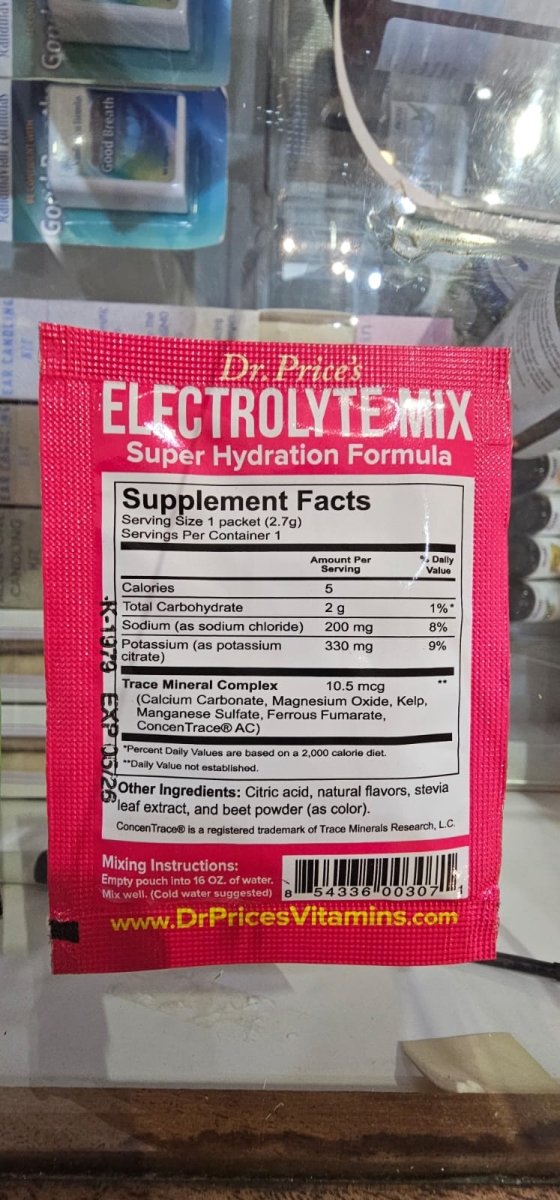 Good Breath
Dr. Price's
ELECTROLYTE MIX
Super Hydration Formula
Supplement Facts
Serving Size 1 packet (2.7g)
Servings Per Container 1
Amount Per Serving
% Daily Value
Calories 5
Total Carbohydrate 2 g 1%*
Sodium (as sodium chloride) 200 mg 8%
Potassium (as potassium citrate) 330 mg 9%
Trace Mineral Complex 10.5 mcg **
(Calcium Carbonate, Magnesium Oxide, Kelp,
Manganese Sulfate, Ferrous Fumarate,
ConcenTrace® AC)
*Percent Daily Values are based on a 2,000 calorie diet.
**Daily Value not established.
Other Ingredients: Citric acid, natural flavors, stevia
leaf extract, and beet powder (as color).
ConcenTrace® is a registered trademark of Trace Minerals Research, L.C.
K-1979 EXP 05/26
Mixing Instructions:
Empty pouch into 16 OZ. of water.
Mix well. (Cold water suggested)
8 54336 00307 1
www.DrPricesVitamins.com
EAR CANDLING